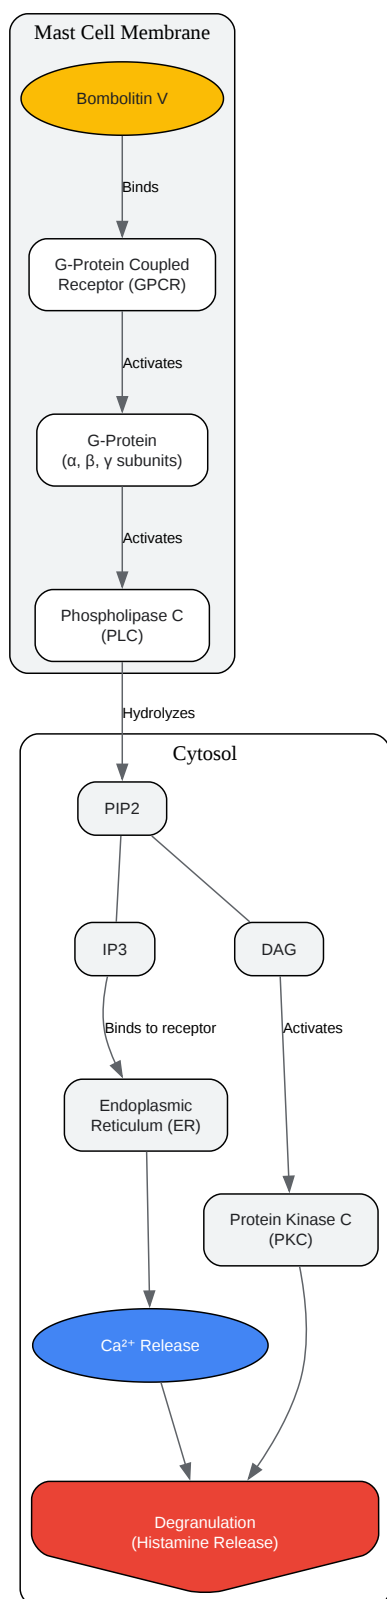 Mast Cell Membrane
Bombolitin V
Binds
G-Protein Coupled
Receptor (GPCR)
Activates
G-Protein
(α, β, γ subunits)
Activates
Phospholipase C
(PLC)
Hydrolyzes
Cytosol
PIP2
IP3
DAG
Binds to receptor
Activates
Endoplasmic
Reticulum (ER)
Protein Kinase C
(PKC)
Ca²⁺ Release
Degranulation
(Histamine Release)